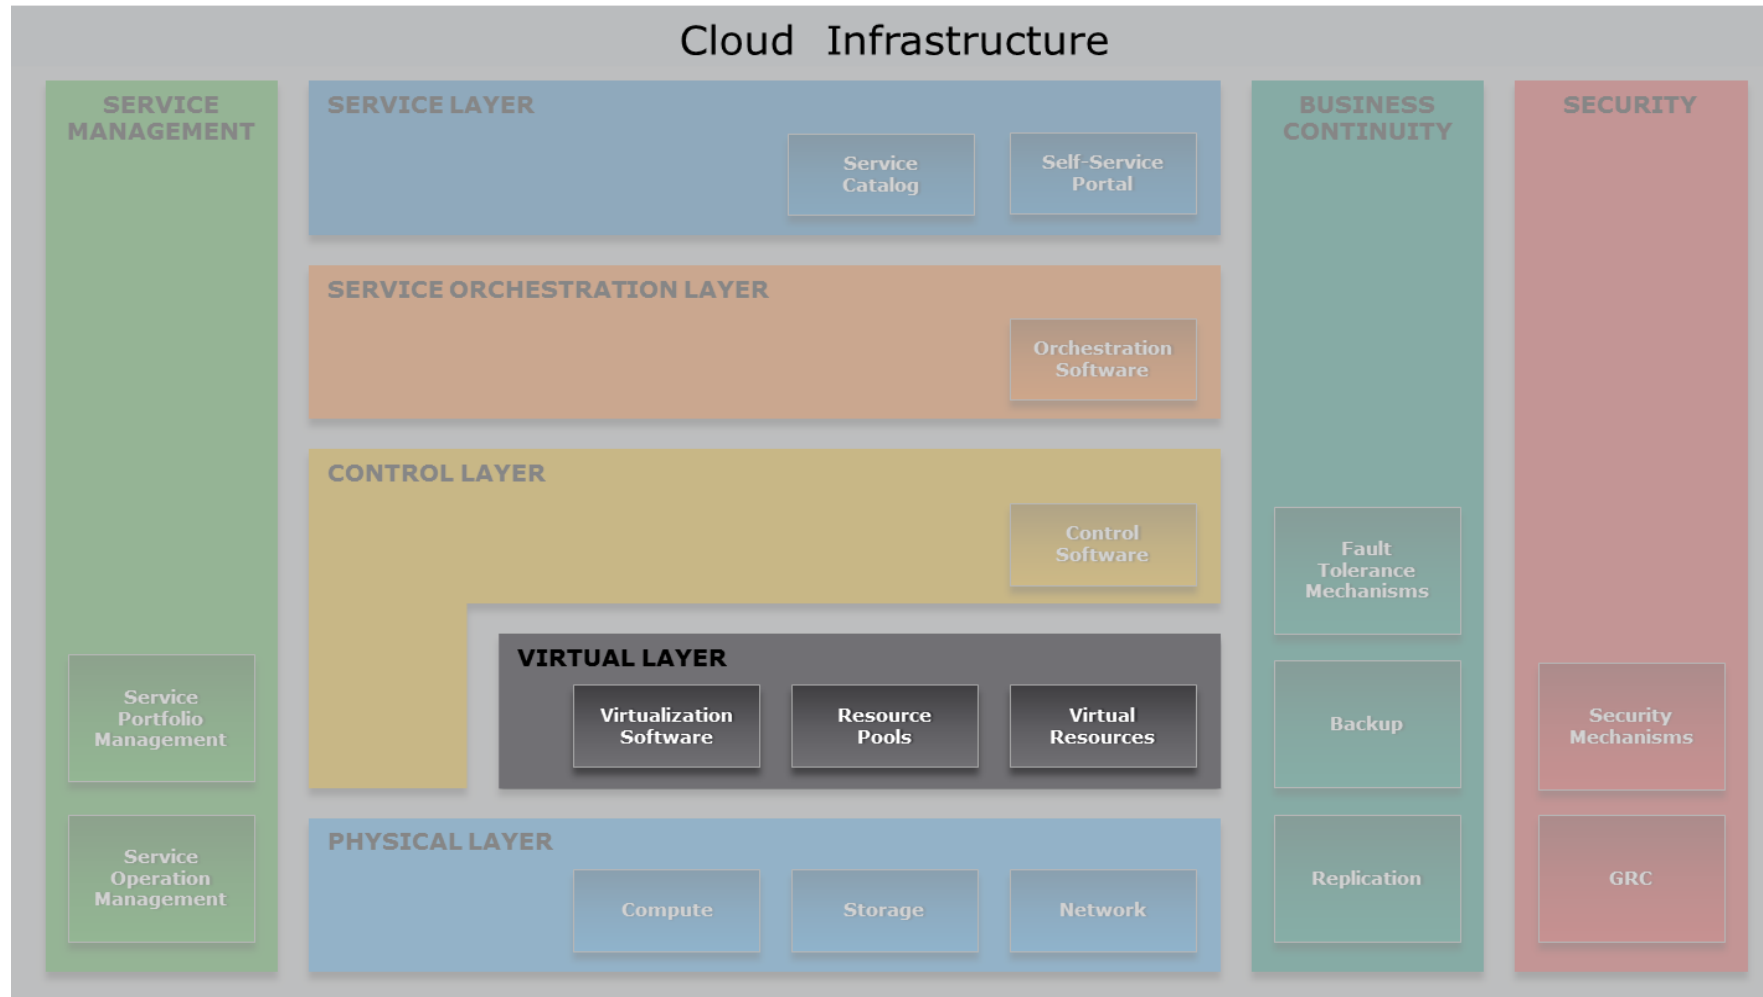 Cloud Infrastructure
SERVICE
MANAGEMENT
Service
Portfolio
Management
Service
Operation
Management
SERVICE LAYER
Service
Catalog
Self-Service
Portal
SERVICE ORCHESTRATION LAYER
Orchestration
Software
CONTROL LAYER
Control
Software
VIRTUAL LAYER
Virtualization
Software
Resource
Pools
Virtual
Resources
PHYSICAL LAYER
Compute
Storage
Network
BUSINESS
CONTINUITY
Fault
Tolerance
Mechanisms
Backup
Replication
SECURITY
Security
Mechanisms
GRC